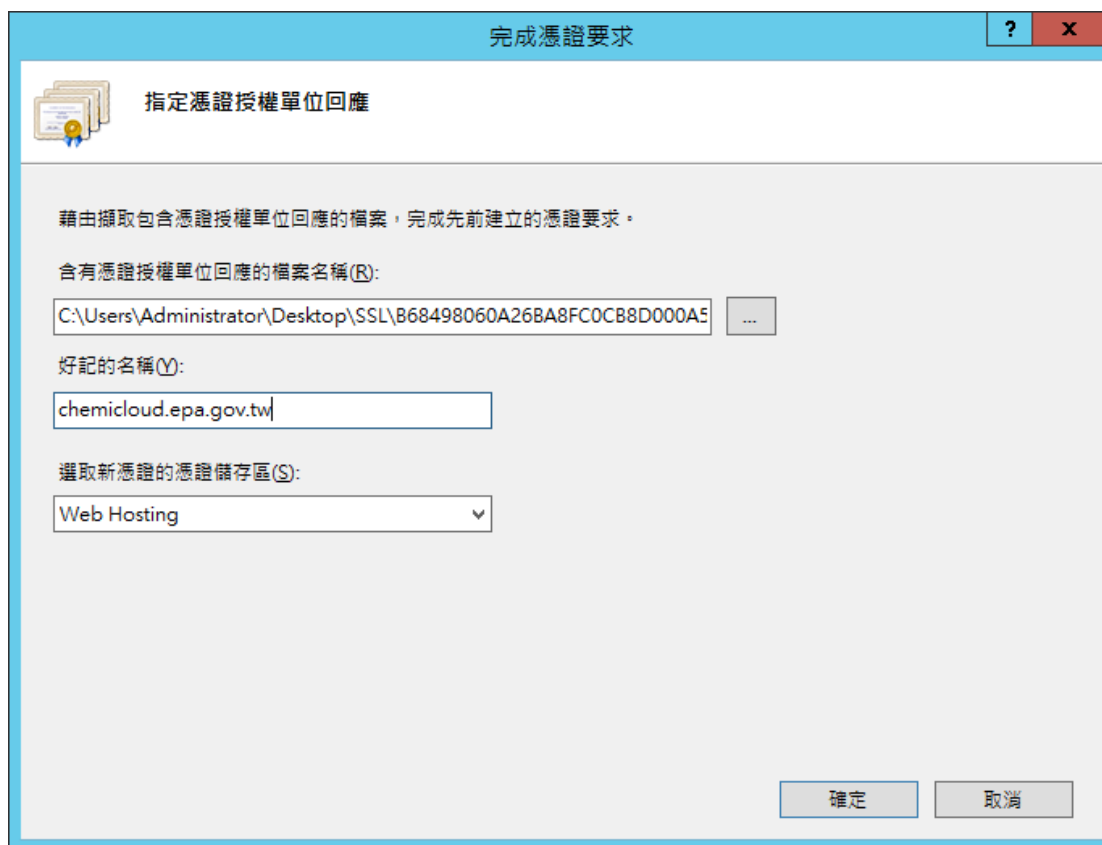 完成憑證要求
?
x
指定憑證授權單位回應
藉由擷取包含憑證授權單位回應的檔案，完成先前建立的憑證要求。
含有憑證授權單位回應的檔案名稱(R):
C:\Users\Administrator\Desktop\SSL\B68498060A26BA8FC0CB8D000A5
...
好記的名稱(Y):
chemicloud.epa.gov.tw
選取新憑證的憑證儲存區(S):
Web Hosting
確定
取消